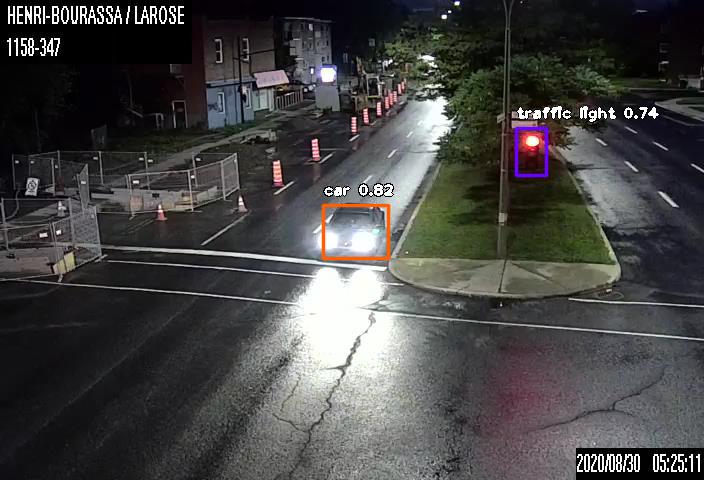 HENRI-BOURASSA / LAROSE
1158-347
traffic light 0.74
car 0.82
2020/08/30 05:25:11